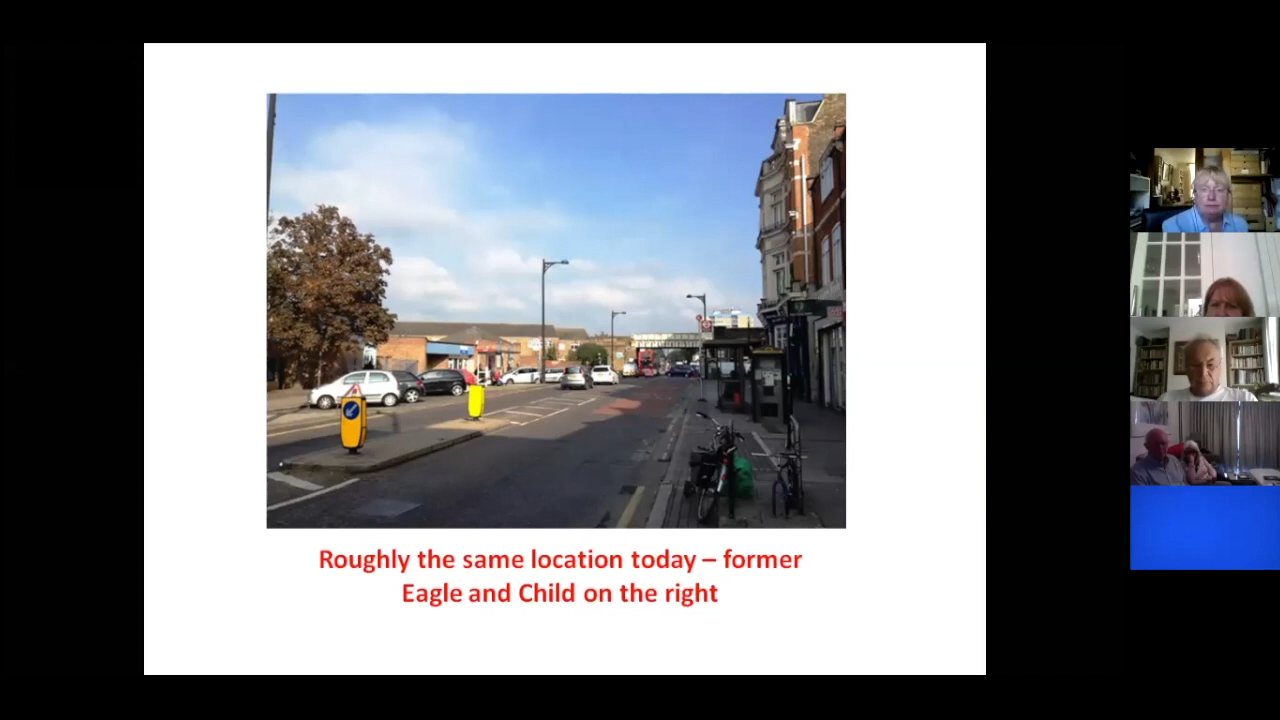 Roughly the same location today – former
Eagle and Child on the right